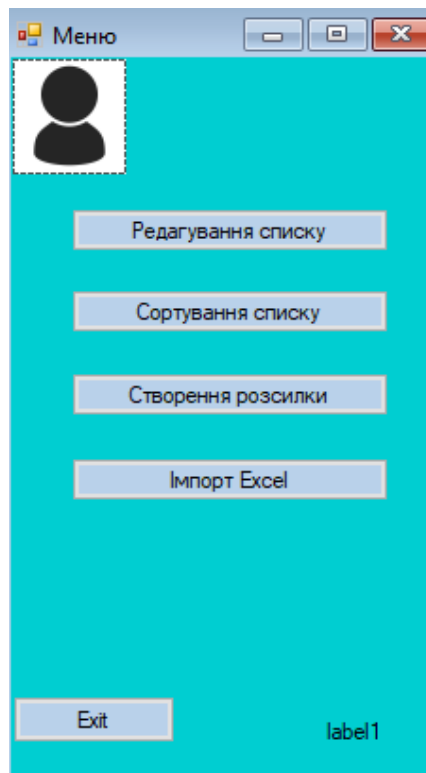 Меню
Редагування списку
Сортування списку
Створення розсилки
Імпорт Excel
Exit
label1